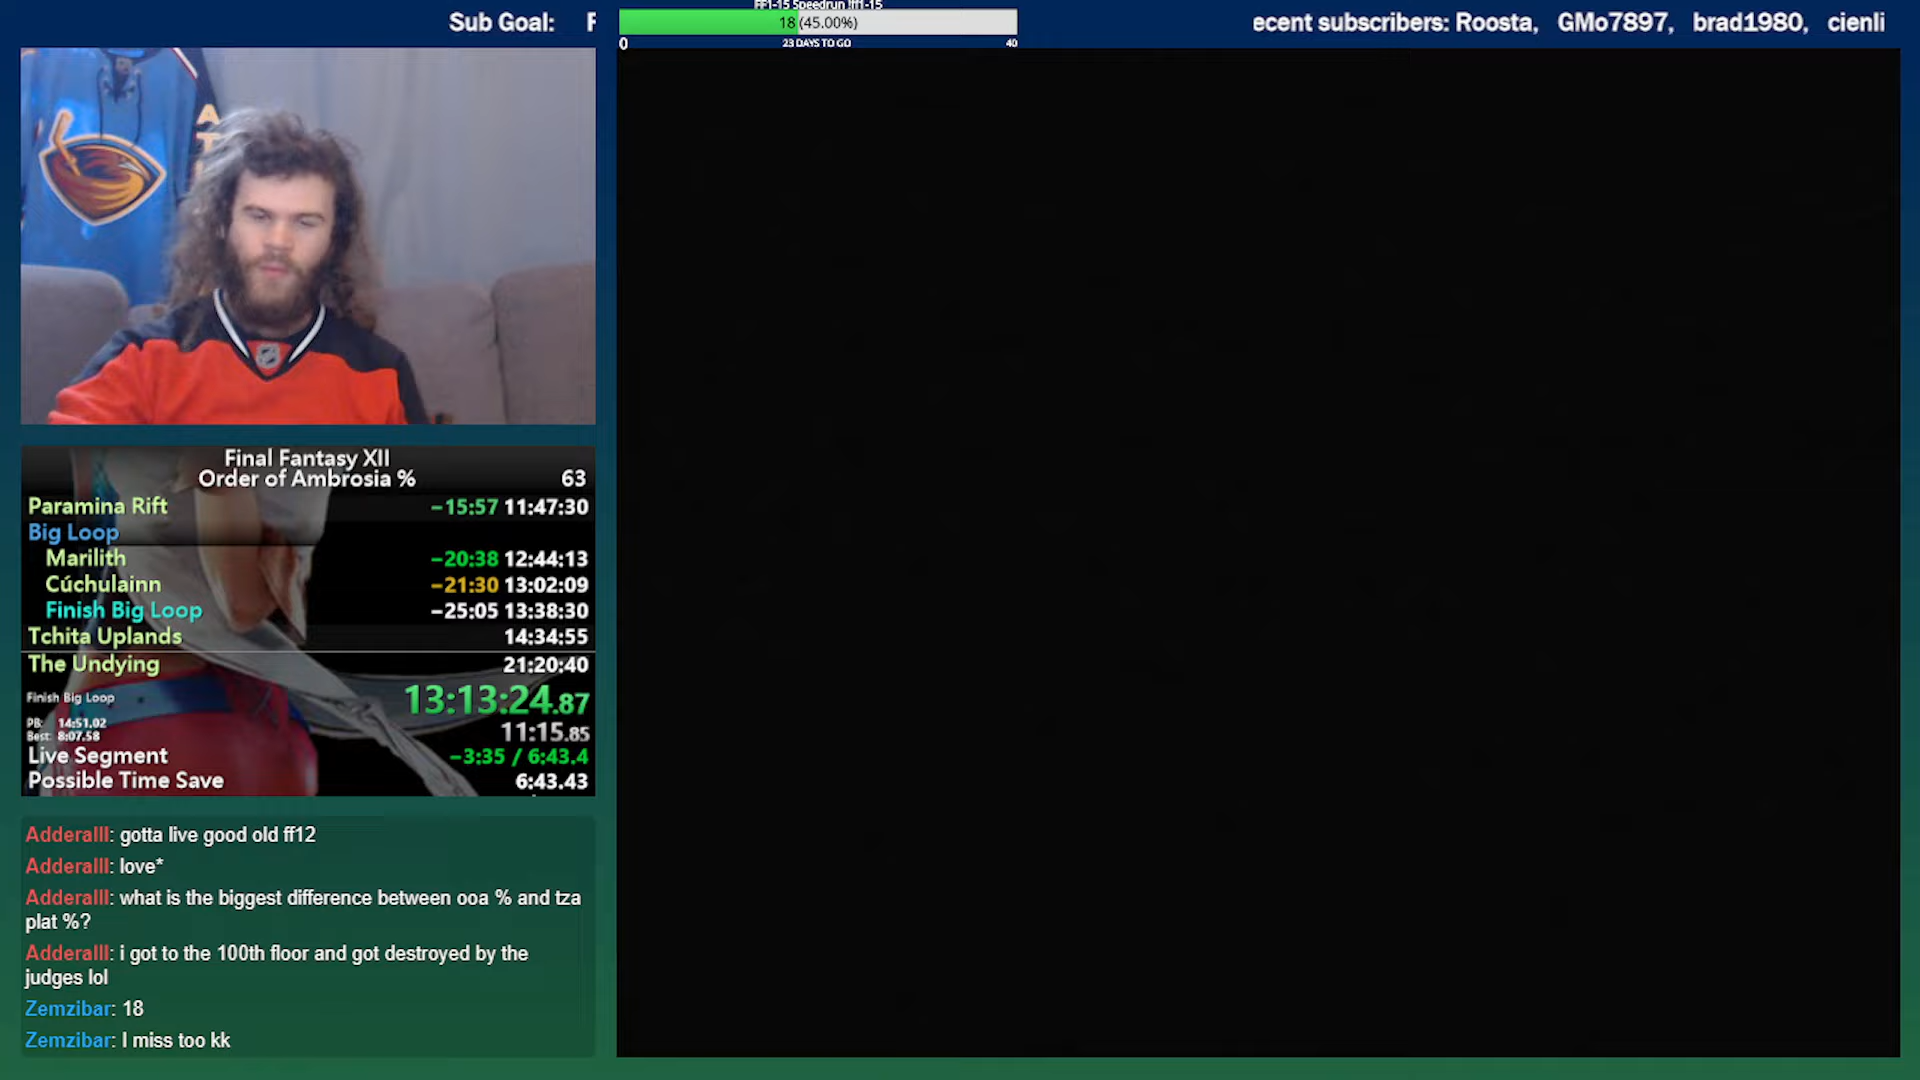 Sub Goal: F
FF1-15 Speedrun !ff1-15
18 (45.00%)
0 23 DAYS TO GO 40
ecent subscribers: Roosta, GMo7897, brad1980, cienli
Final Fantasy XII
Order of Ambrosia % 63
Paramina Rift -15:57 11:47:30
Big Loop
Marilith -20:38 12:44:13
Cúchulainn -21:30 13:02:09
Finish Big Loop -25:05 13:38:30
Tchita Uplands 14:34:55
The Undying 21:20:40
Finish Big Loop 13:13:24.87
PB: 14:51.02
Best: 8:07.58 11:15.85
Live Segment -3:35 / 6:43.4
Possible Time Save 6:43.43
Adderalll: gotta live good old ff12
Adderalll: love*
Adderalll: what is the biggest difference between ooa % and tza
plat %?
Adderalll: i got to the 100th floor and got destroyed by the
judges lol
Zemzibar: 18
Zemzibar: I miss too kk